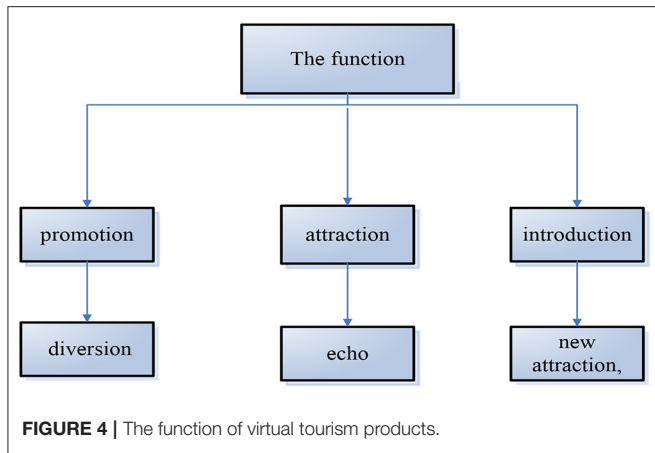 The function
promotion
attraction
introduction
diversion
echo
new
attraction,
FIGURE 4 | The function of virtual tourism products.